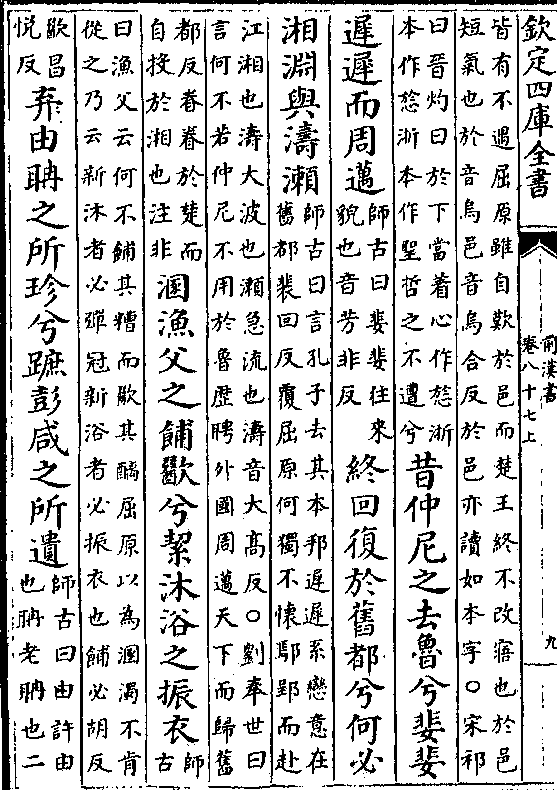 欽定四庫全書
前漢書
卷八十七上
九
皆有不遇屈原雖自歎於邑而楚王終不改寤也於邑
短氣也於音烏邑音烏合反於邑亦讀如本字○宋祁
曰晉灼曰於下當着心作浙
本作浙本作聖哲之不遭兮
昔仲尼之去魯兮斐斐
遲遲而周邁
師古曰斐斐往來
貌也音芳非反
終回復於舊都兮何必
湘淵與濤瀬
師古曰言孔子去其本邦遲遲系戀意在
舊都裴回反覆屈原何獨不懷鄢郢而赴
江湘也濤大波也瀬急流也濤音大高反○劉奉世曰
言何不若仲尼不用於魯歴聘外國周邁天下而歸舊
都反眷眷於楚而
自投於湘也注非
溷漁父之餔歠兮絜沐浴之振衣
師
古
曰漁父云何不餔其糟而歠其醨屈原以為溷濁不肯
從之乃云新沐者必彈冠新浴者必振衣也餔必胡反
歠昌
悦反
弃由聃之所珍兮蹠彭咸之所遺
師古曰由許由
也聃老聃也二